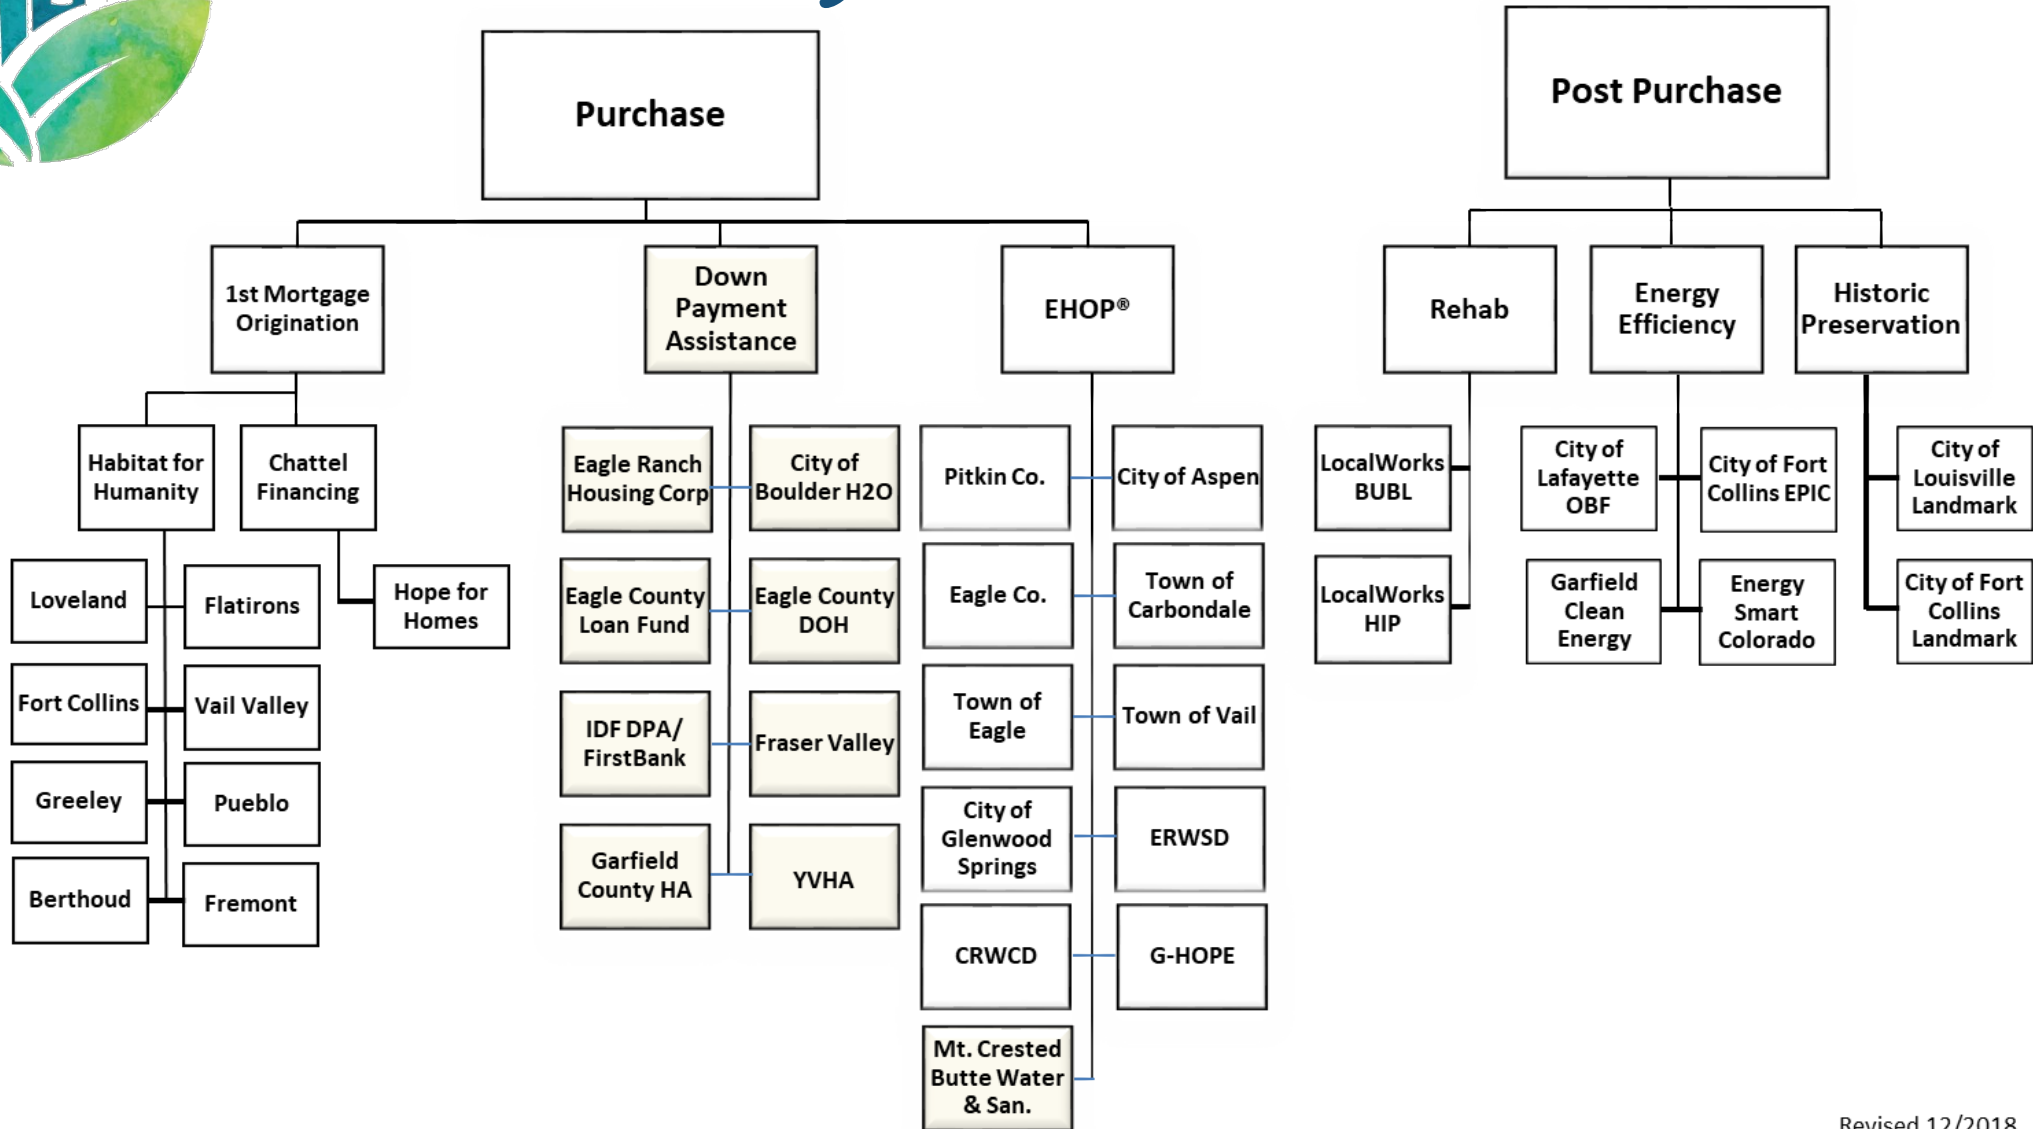 Purchase
Post Purchase
1st Mortgage
Origination
Down
Payment
Assistance
EHOP®
Rehab
Energy
Efficiency
Historic
Preservation
Habitat for
Humanity
Chattel
Financing
Loveland
Flatirons
Hope for
Homes
Fort Collins
Vail Valley
Greeley
Pueblo
Berthoud
Fremont
Eagle Ranch
Housing Corp
City of
Boulder H2O
Eagle County
Loan Fund
Eagle County
DOH
IDF DPA/
FirstBank
Fraser Valley
Garfield
County HA
YVHA
Pitkin Co.
City of Aspen
Eagle Co.
Town of
Carbondale
Town of
Eagle
Town of Vail
City of
Glenwood
Springs
ERWSD
CRWCD
G-HOPE
Mt. Crested
Butte Water
& San.
LocalWorks
BUBL
LocalWorks
HIP
City of
Lafayette
OBF
City of Fort
Collins EPIC
Garfield
Clean
Energy
Energy
Smart
Colorado
City of
Louisville
Landmark
City of Fort
Collins
Landmark
Revised 12/2018